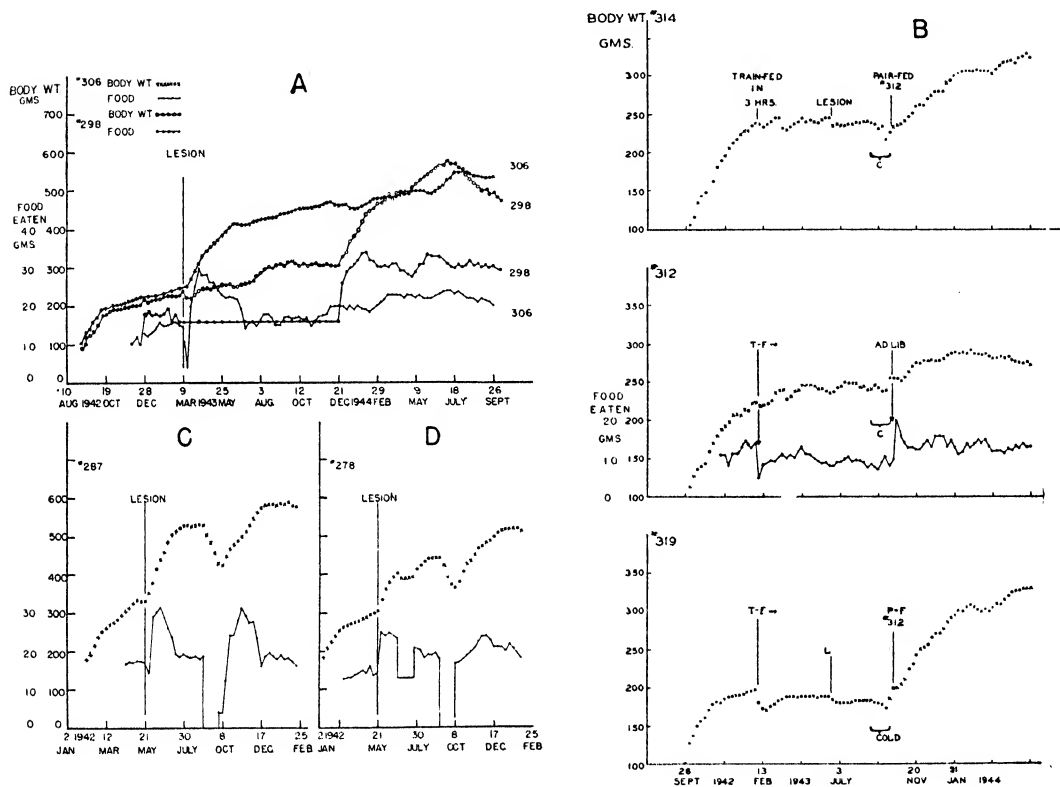 A
BODY WT
GMS
#306 BODY WT
FOOD
#298 BODY WT
FOOD
LESION
700
600
500
FOOD
EATEN
40 400
GMS
30 300
20 200
10 100
0 0
306
298
298
306
10 19 28 9 25 3 12 21 29 9 18 26
AUG 1942 OCT DEC MAR 1943 MAY AUG. OCT DEC 1944 FEB MAY JULY SEPT
C
#287
LESION
600
500
400
30 300
20 200
10 100
0 0
2 1942 12 21 30 8 17 25
JAN MAR MAY JULY OCT DEC FEB
D
#278
LESION
2 1942 21 30 8 17 25
JAN MAY JULY OCT DEC FEB
B
BODY WT. #314
GMS.
300
250
200
150
100
TRAIN-FED
IN
3 HRS.
LESION
PAIR-FED
#312
C
#312
400
350
300
250
FOOD
EATEN
200
20
GMS
150
10
0 100
T-F→
AD LIB
C
#319
350
300
250
200
150
100
T-F→
L
P-F
#312
COLD
26 1942 13 1943 3 20 31 1944
SEPT FEB JULY NOV JAN